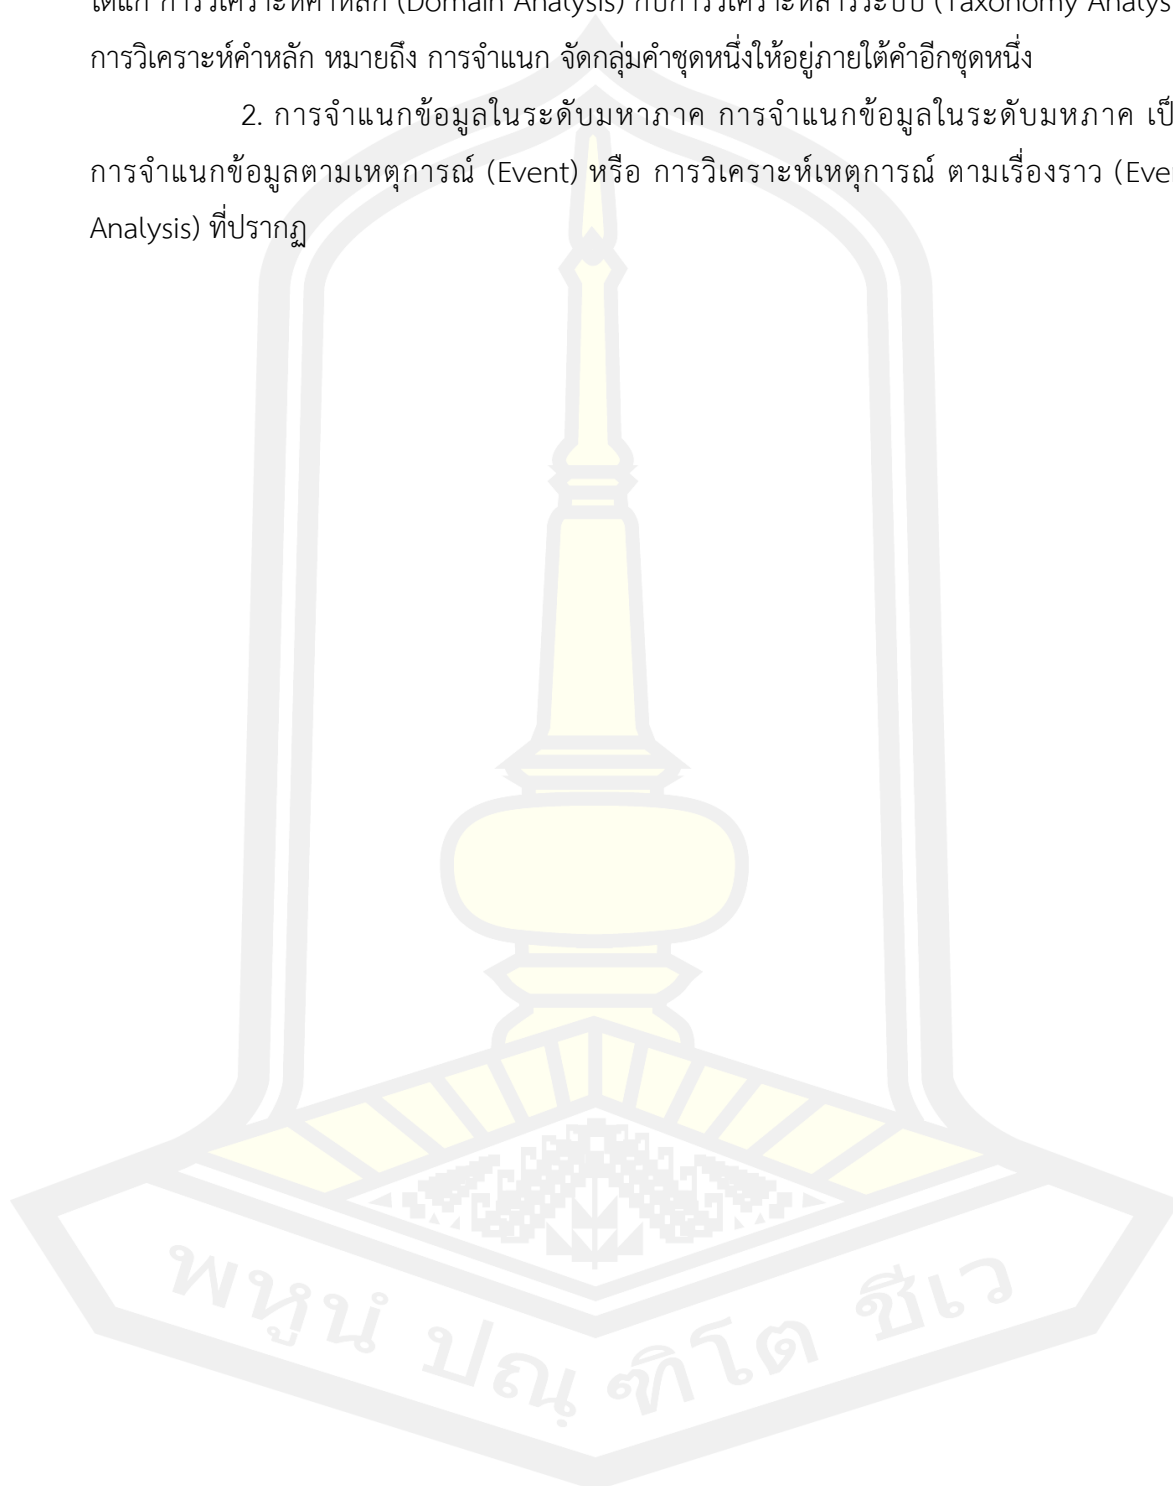 ได้แก่ การวิเคราะห์คำหลัก (Domain Analysis) กับการวิเคราะห์สารระบบ (Taxonomy Analys
การวิเคราะห์คำหลัก หมายถึง การจำแนก จัดกลุ่มคำชุดหนึ่งให้อยู่ภายใต้คำอีกชุดหนึ่ง
2. การจำแนกข้อมูลในระดับมหาภาค การจำแนกข้อมูลในระดับมหภาค เป็
การจำแนกข้อมูลตามเหตุการณ์ (Event) หรือ การวิเคราะห์เหตุการณ์ ตามเรื่องราว (Eve
Analysis) ที่ปรากฏ
พหูนํ ปณฺฑิโต ชีเว